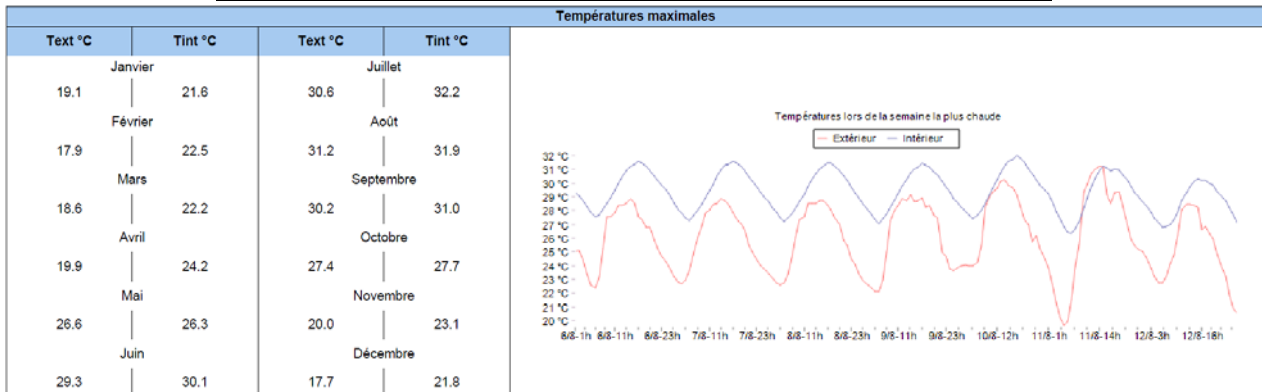 Températures maximales
Text °C Tint °C Text °C Tint °C
Janvier Juillet
19.1 21.6 30.6 32.2
Février Août
17.9 22.5 31.2 31.9
Mars Septembre
18.6 22.2 30.2 31.0
Avril Octobre
19.9 24.2 27.4 27.7
Mai Novembre
26.6 26.3 20.0 23.1
Juin Décembre
29.3 30.1 17.7 21.8
Températures lors de la semaine la plus chaude
Extérieur Intérieur
32 °C
31 °C
30 °C
29 °C
28 °C
27 °C
26 °C
25 °C
24 °C
23 °C
22 °C
21 °C
20 °C
6/8-1h 6/8-11h 6/8-23h 7/8-11h 7/8-23h 8/8-11h 8/8-23h 9/8-11h 9/8-23h 10/8-12h 11/8-1h 11/8-14h 12/8-3h 12/8-16h